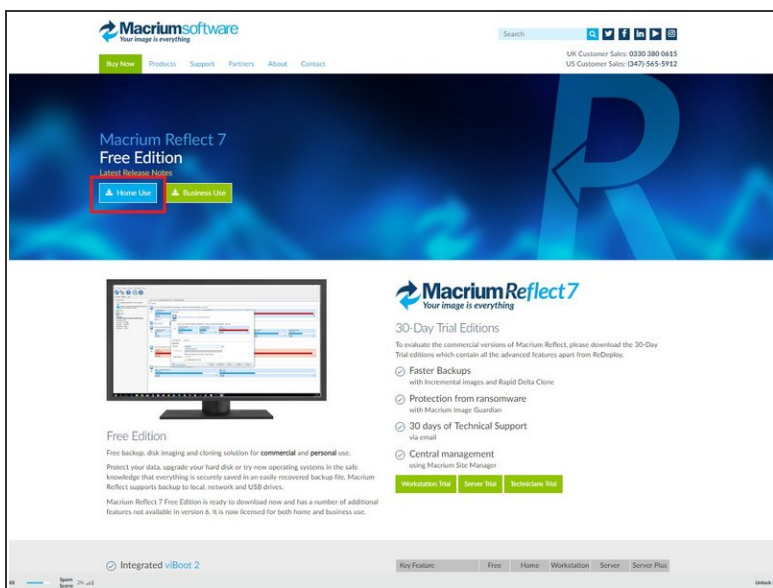 Macriumsoftware
Your image is everything
Search
UK Customer Sales: 0330 380 0615
US Customer Sales: (347)-565-5912
Buy Now Products Support Partners About Contact
Macrium Reflect 7
Free Edition
Latest Release Notes
Home Use Business Use
Macrium Reflect 7
Your image is everything
30-Day Trial Editions
To evaluate the commercial versions of Macrium Reflect, please download the 30-Day
Trial editions which contain all the advanced features apart from ReDeploy.
Faster Backups
with Incremental images and Rapid Delta Clone
Protection from ransomware
with Macrium Image Guardian
30 days of Technical Support
via email
Central management
using Macrium Site Manager
Workstation Trial Server Trial Technicians Trial
Free Edition
Free backup, disk imaging and cloning solution for commercial and personal use.
Protect your data, upgrade your hard disk or try new operating systems in the safe
knowledge that everything is securely saved in an easily recovered backup file. Macrium
Reflect supports backup to local, network and USB drives.
Macrium Reflect 7 Free Edition is ready to download now and has a number of additional
features not available in version 6. It is now licensed for both home and business use.
Integrated viBoot 2
Key Feature Free Home Workstation Server Server Plus
Spam
Score: 2%
Unlock